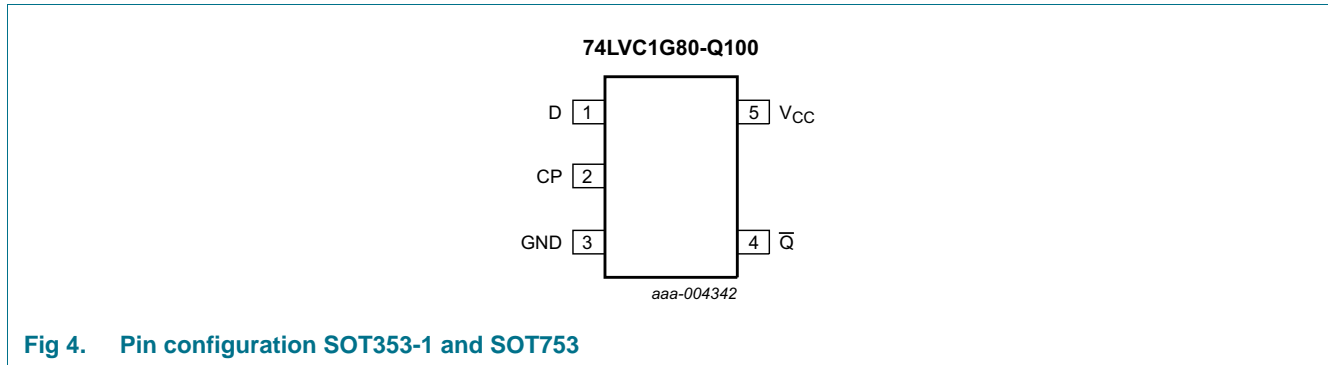 74LVC1G80-Q100
D 1 5 VCC
CP 2
GND 3 4 Q̅
aaa-004342
Fig 4. Pin configuration SOT353-1 and SOT753